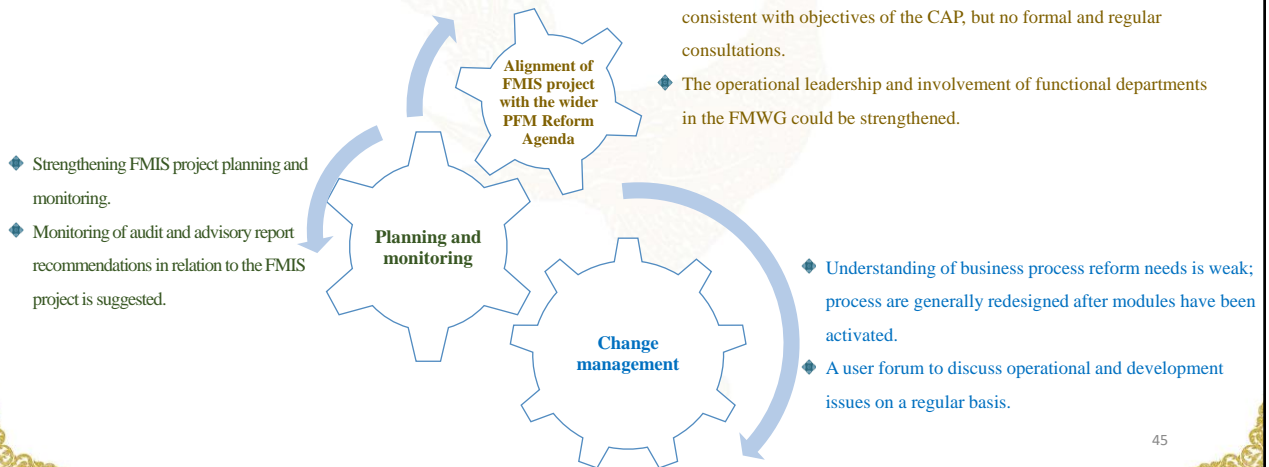 consistent with objectives of the CAP, but no formal and regular
consultations.
The operational leadership and involvement of functional departments
in the FMWG could be strengthened.
Alignment of
FMIS project
with the wider
PFM Reform
Agenda
Strengthening FMIS project planning and
monitoring.
Monitoring of audit and advisory report
recommendations in relation to the FMIS
project is suggested.
Planning and
monitoring
Understanding of business process reform needs is weak;
process are generally redesigned after modules have been
activated.
A user forum to discuss operational and development
issues on a regular basis.
Change
management
45